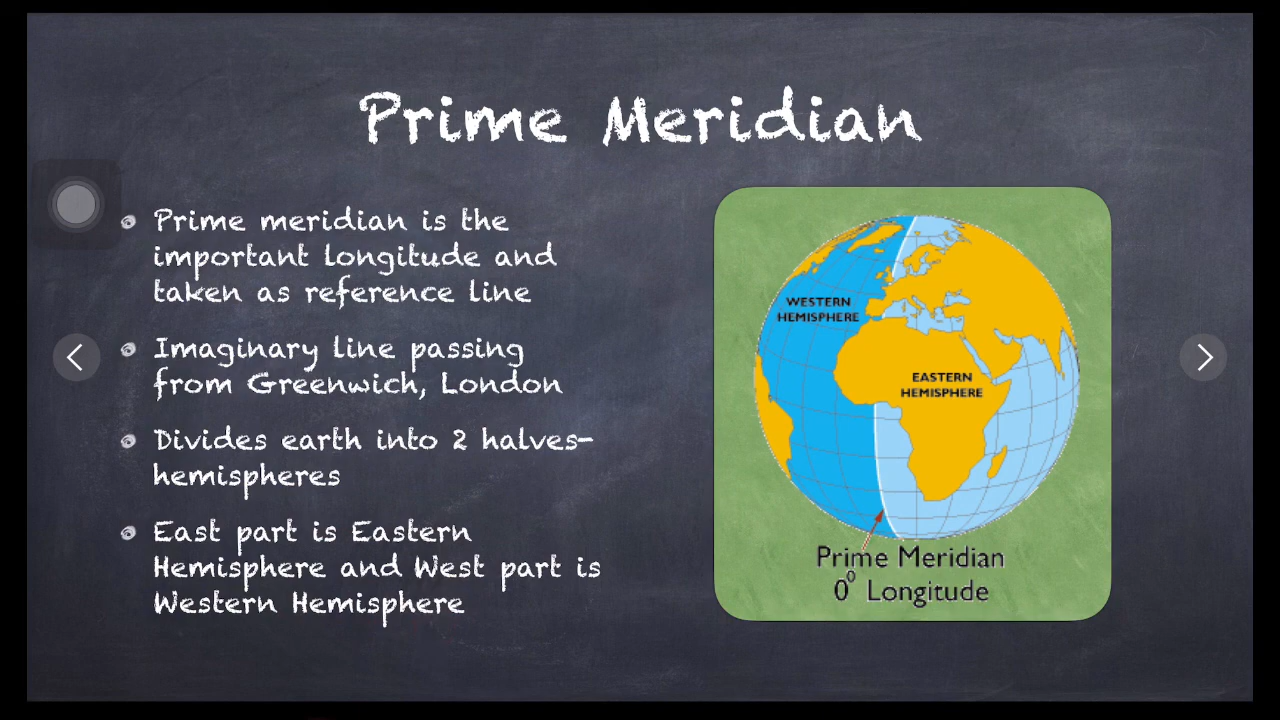 Prime Meridian
Prime meridian is the
important longitude and
taken as reference line
Imaginary line passing
from Greenwich, London
Divides earth into 2 halves-
hemispheres
East part is Eastern
Hemisphere and West part is
Western Hemisphere
WESTERN
HEMISPHERE
EASTERN
HEMISPHERE
Prime Meridian
0° Longitude